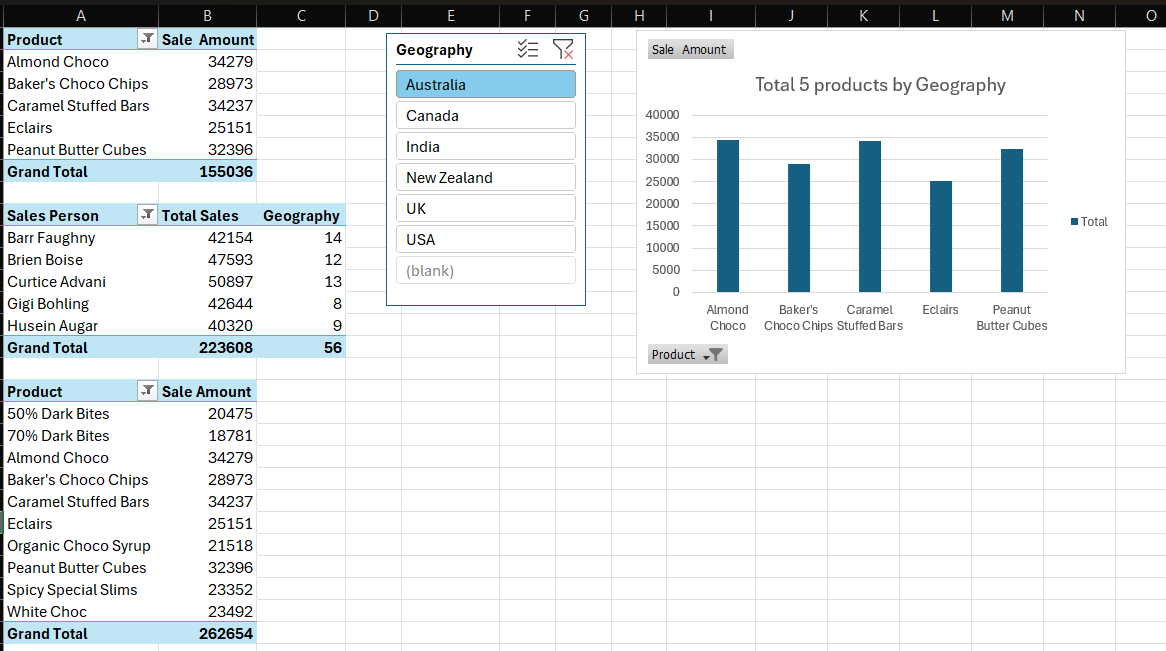 A B C D E F G H I J K L M N O
Product Sale Amount
Almond Choco 34279
Baker's Choco Chips 28973
Caramel Stuffed Bars 34237
Eclairs 25151
Peanut Butter Cubes 32396
Grand Total 155036
Sales Person Total Sales Geography
Barr Faughny 42154 14
Brien Boise 47593 12
Curtice Advani 50897 13
Gigi Bohling 42644 8
Husein Augar 40320 9
Grand Total 223608 56
Product Sale Amount
50% Dark Bites 20475
70% Dark Bites 18781
Almond Choco 34279
Baker's Choco Chips 28973
Caramel Stuffed Bars 34237
Eclairs 25151
Organic Choco Syrup 21518
Peanut Butter Cubes 32396
Spicy Special Slims 23352
White Choc 23492
Grand Total 262654
Geography
Australia
Canada
India
New Zealand
UK
USA
(blank)
Sale Amount
Total 5 products by Geography
40000
35000
30000
25000
20000
15000
10000
5000
0
Almond Baker's Caramel Eclairs Peanut
Choco Choco Chips Stuffed Bars Butter Cubes
Total
Product